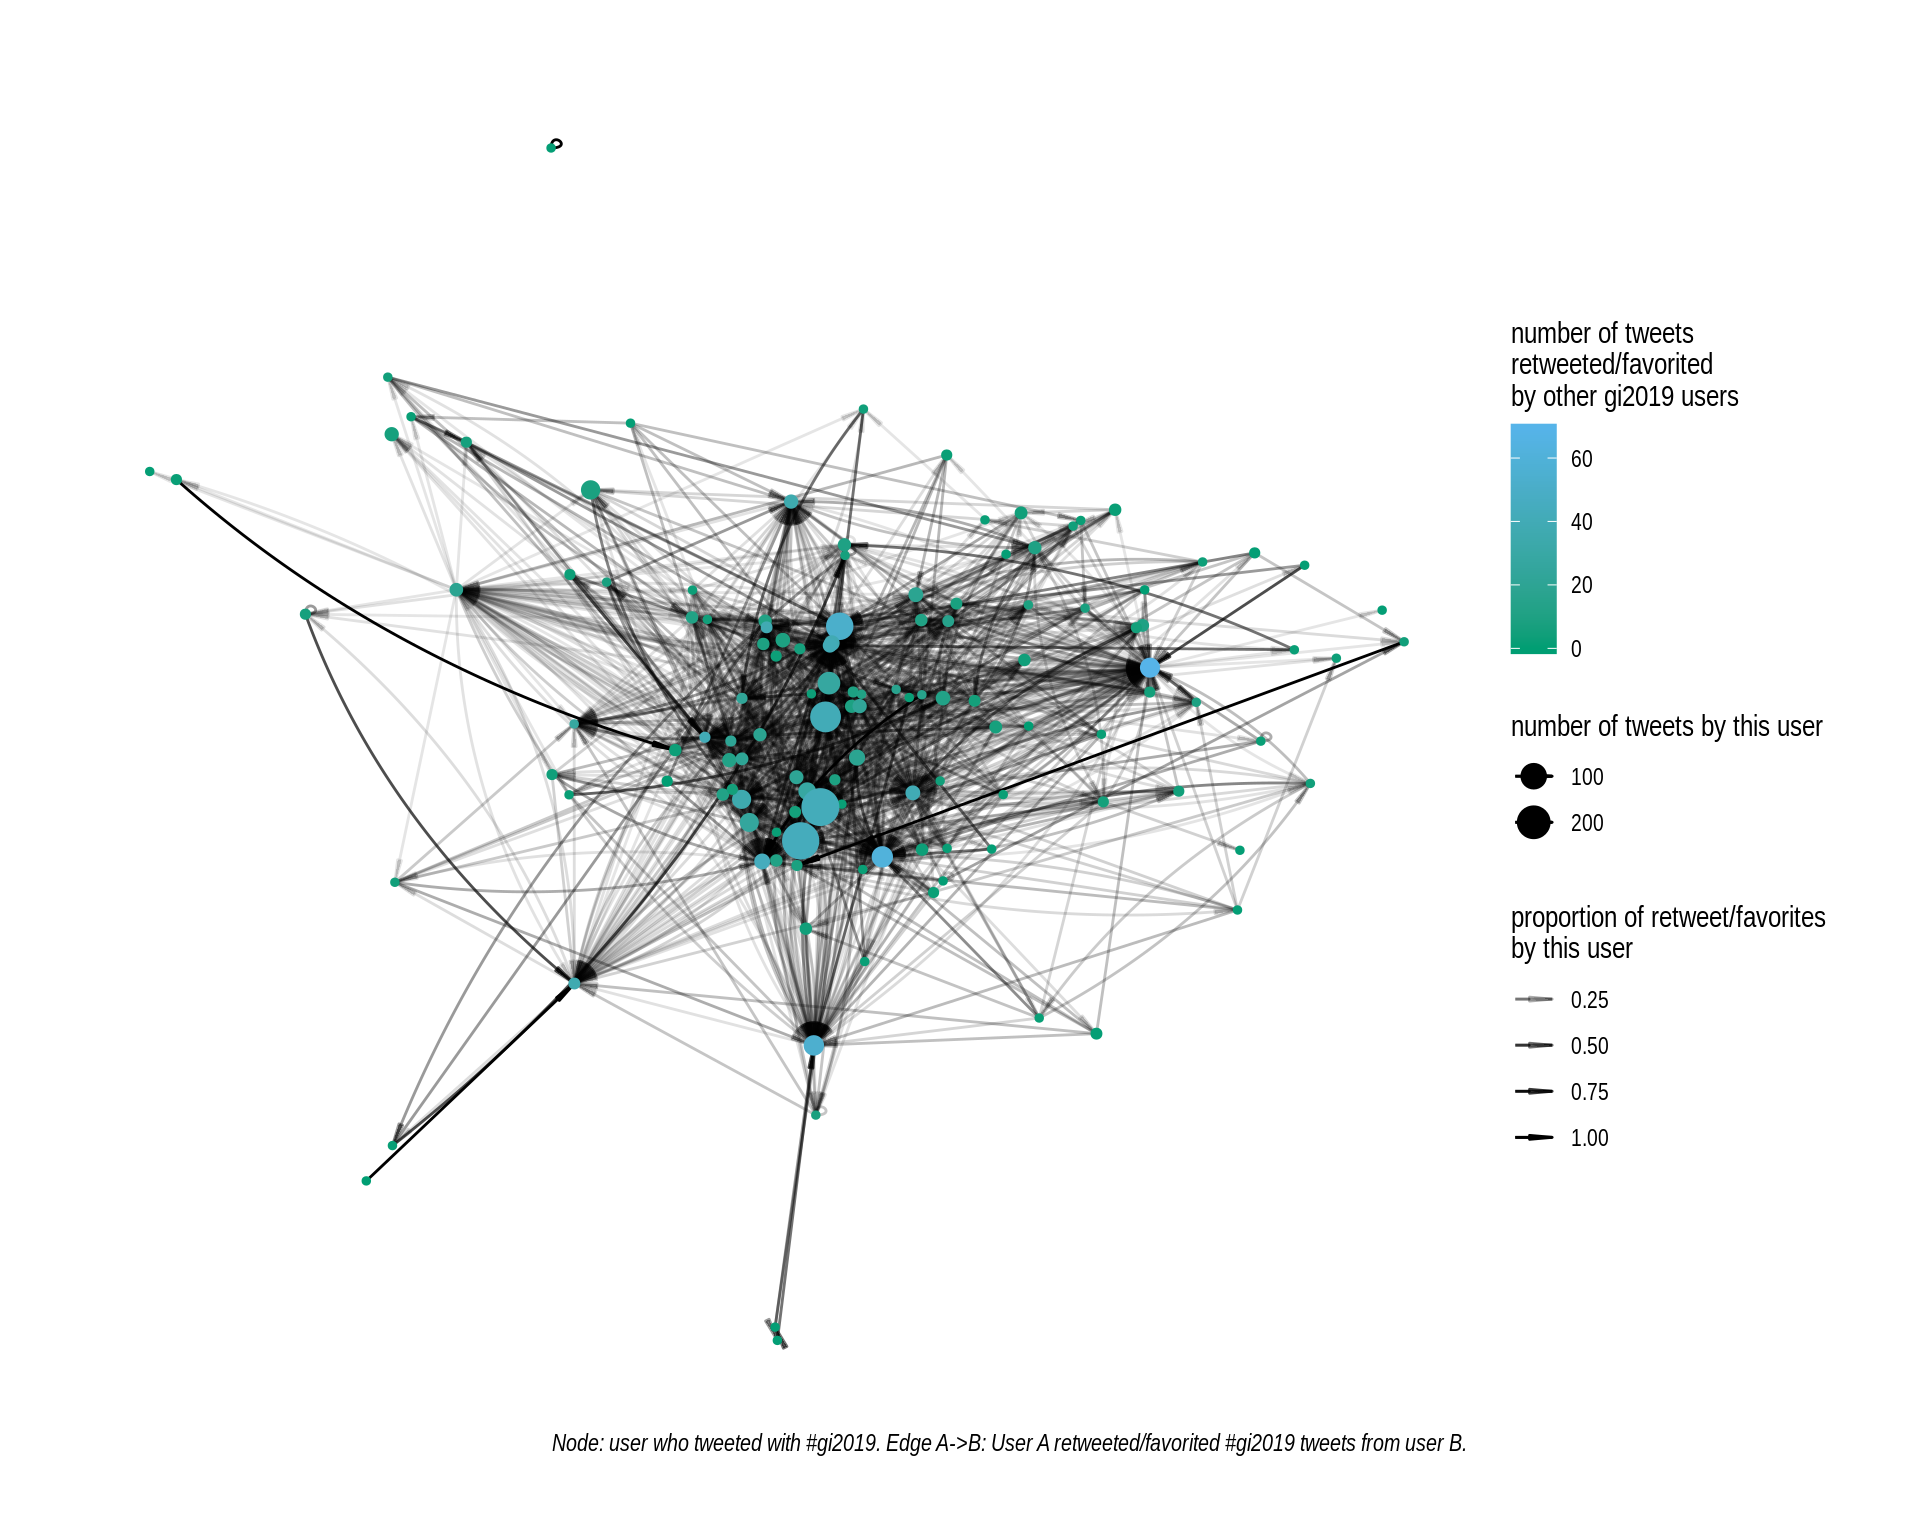 number of tweets
retweeted/favorited
by other gi2019 users
60
40
20
0
number of tweets by this user
100
200
proportion of retweet/favorites
by this user
0.25
0.50
0.75
1.00
Node: user who tweeted with #gi2019. Edge A->B: User A retweeted/favorited #gi2019 tweets from user B.